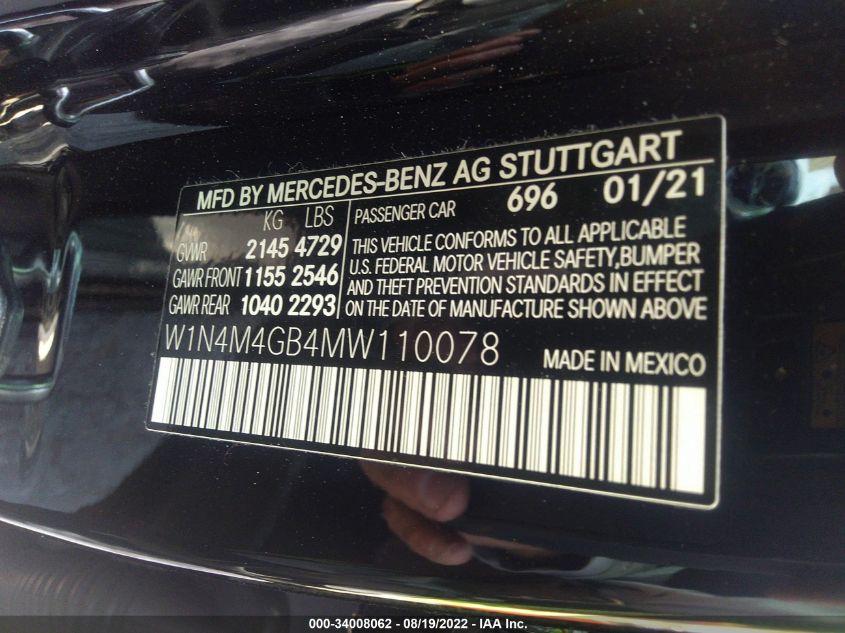 MFD BY MERCEDES-BENZ AG STUTTGART
KG LBS
GVWR 2145 4729
GAWR FRONT 1155 2546
GAWR REAR 1040 2293
PASSENGER CAR 696 01/21
THIS VEHICLE CONFORMS TO ALL APPLICABLE
U.S. FEDERAL MOTOR VEHICLE SAFETY,BUMPER
AND THEFT PREVENTION STANDARDS IN EFFECT
ON THE DATE OF MANUFACTURE SHOWN ABOVE
W1N4M4GB4MW110078
MADE IN MEXICO
000-34008062 - 08/19/2022 - IAA Inc.